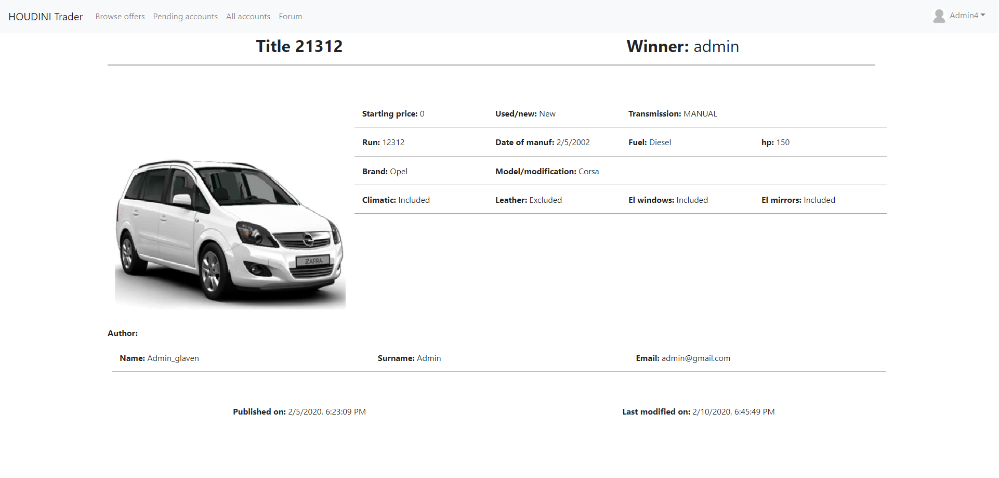 HOUDINI Trader Browse offers Pending accounts All accounts Forum Admin4
Title 21312 Winner: admin
Starting price: 0 Used/new: New Transmission: MANUAL
Run: 12312 Date of manuf: 2/5/2002 Fuel: Diesel hp: 150
Brand: Opel Model/modification: Corsa
Climatic: Included Leather: Excluded El windows: Included El mirrors: Included
ZAFIRA
Author:
Name: Admin_glaven Surname: Admin Email: admin@gmail.com
Published on: 2/5/2020, 6:23:09 PM Last modified on: 2/10/2020, 6:45:49 PM